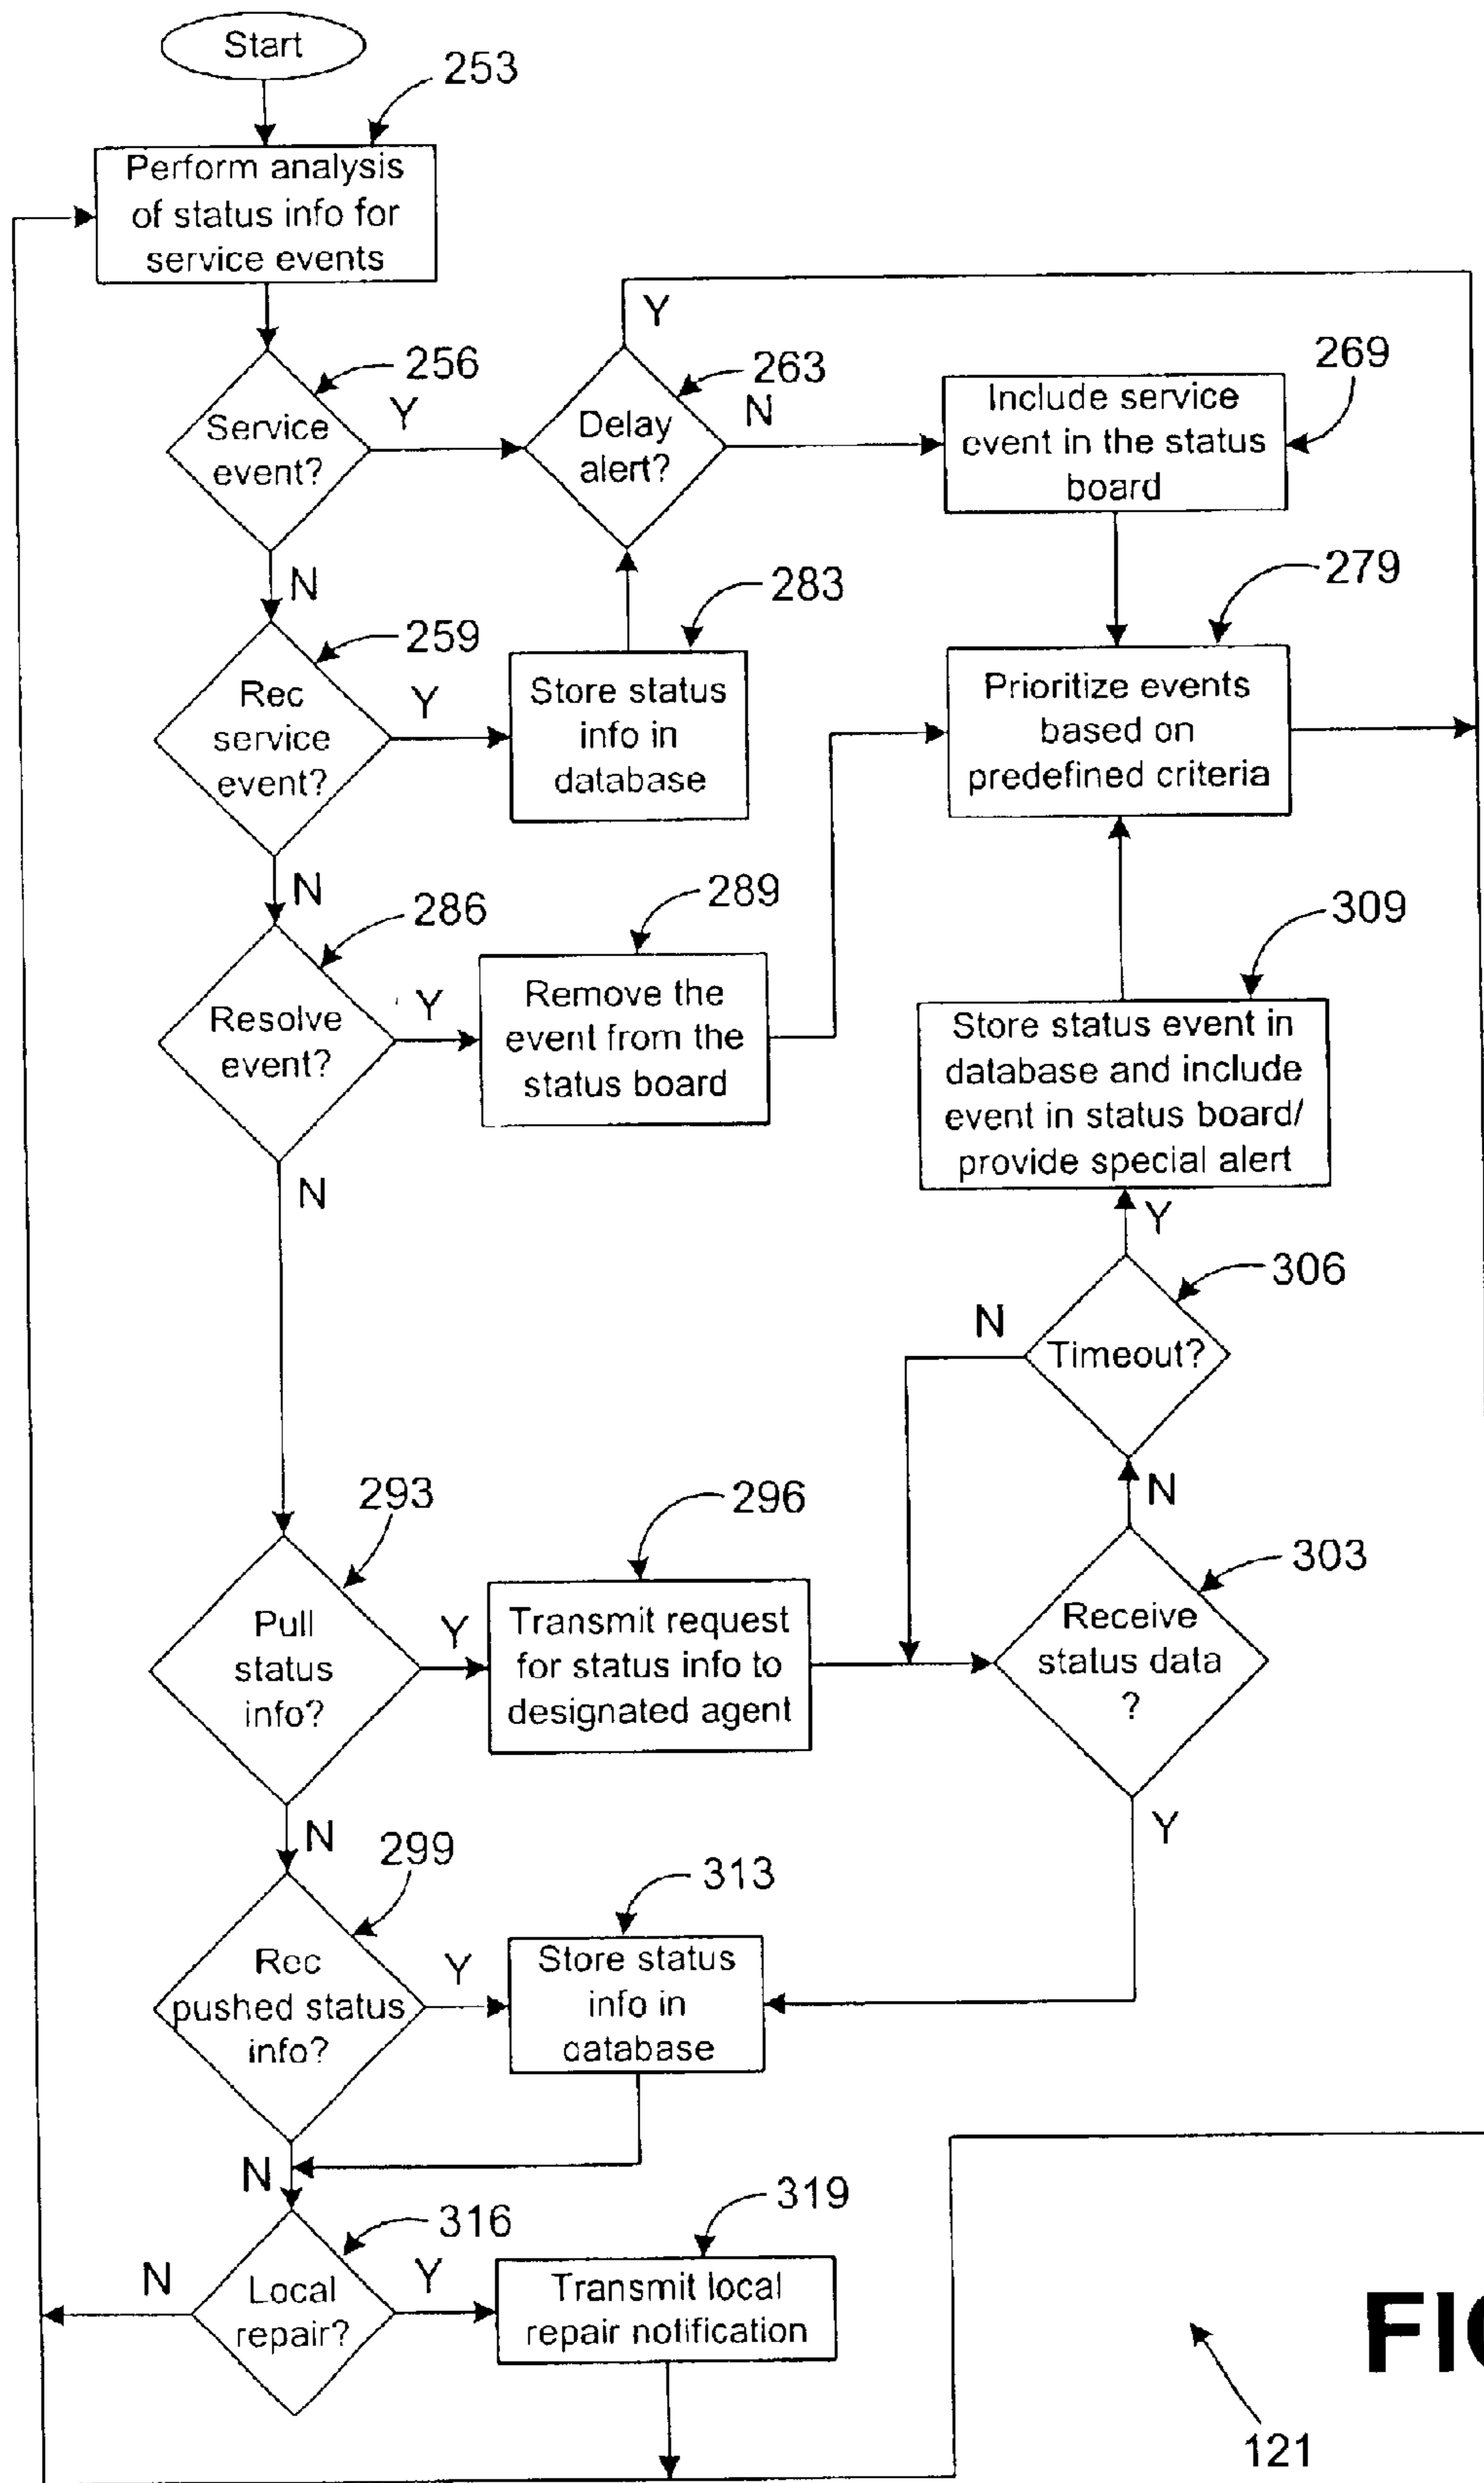 Start
253
Perform analysis
of status info for
service events
Y
256
Service
event?
Y
263
Delay
alert?
N
269
Include service
event in the status
board
N
259
Rec
service
event?
Y
283
Store status
info in
database
279
Prioritize events
based on
predefined criteria
N
286
Resolve
event?
Y
289
Remove the
event from the
status board
309
Store status event in
database and include
event in status board/
provide special alert
N
Y
306
Timeout?
N
N
293
Pull
status
info?
Y
296
Transmit request
for status info to
designated agent
303
Receive
status data
?
Y
N
299
Rec
pushed status
info?
Y
313
Store status
info in
database
N
316
Local
repair?
N
Y
319
Transmit local
repair notification
121